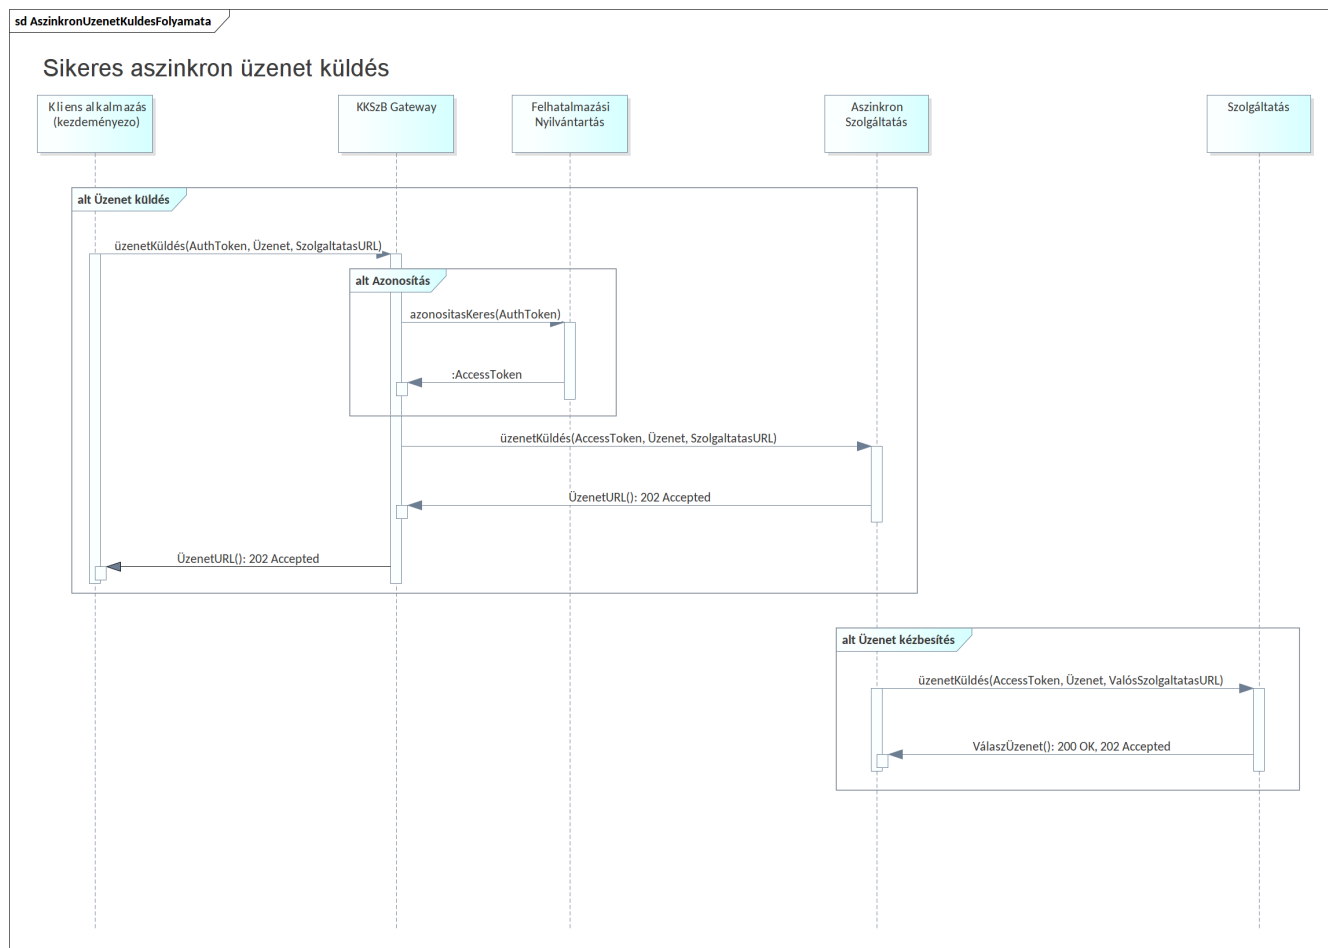 sd AszinkronUzenetKuldesFolyamata
Sikeres aszinkron üzenet küldés
Kliens alkalmazás
(kezdeményezo)
KKSzB Gateway
Felhatalmazási
Nyilvántartás
Aszinkron
Szolgáltatás
Szolgáltatás
alt Üzenet küldés
üzenetKüldés(AuthToken, Üzenet, SzolgaltatasURL)
alt Azonosítás
azonositasKeres(AuthToken)
:AccessToken
üzenetKüldés(AccessToken, Üzenet, SzolgaltatasURL)
ÜzenetURL(): 202 Accepted
ÜzenetURL(): 202 Accepted
alt Üzenet kézbesítés
üzenetKüldés(AccessToken, Üzenet, ValósSzolgaltatasURL)
VálaszÜzenet(): 200 OK, 202 Accepted